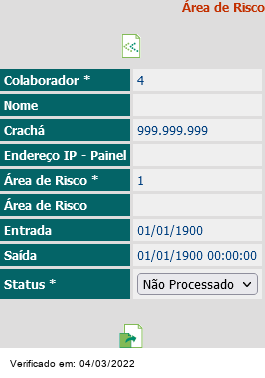 Área de Risco
Colaborador * 4
Nome
Crachá 999.999.999
Endereço IP - Painel
Área de Risco * 1
Área de Risco
Entrada 01/01/1900
Saída 01/01/1900 00:00:00
Status * Não Processado
Verificado em: 04/03/2022